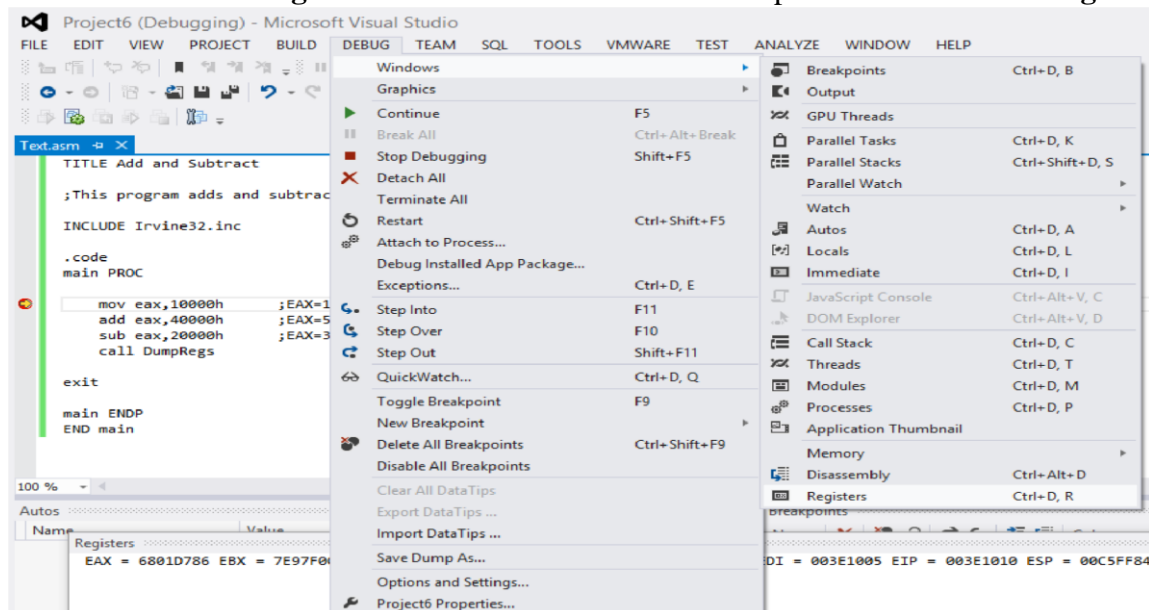 Project6 (Debugging) - Microsoft Visual Studio
FILE EDIT VIEW PROJECT BUILD DEBUG TEAM SQL TOOLS VMWARE TEST ANALYZE WINDOW HELP
Text.asm
TITLE Add and Subtract
;This program adds and subtrac
INCLUDE Irvine32.inc
.code
main PROC
mov eax,10000h ;EAX=1
add eax,40000h ;EAX=5
sub eax,20000h ;EAX=3
call DumpRegs
exit
main ENDP
END main
100 %
Autos
Name Value
Windows
Graphics
Continue F5
Break All Ctrl+Alt+Break
Stop Debugging Shift+F5
Detach All
Terminate All
Restart Ctrl+Shift+F5
Attach to Process...
Debug Installed App Package...
Exceptions... Ctrl+D, E
Step Into F11
Step Over F10
Step Out Shift+F11
QuickWatch... Ctrl+D, Q
Toggle Breakpoint F9
New Breakpoint
Delete All Breakpoints Ctrl+Shift+F9
Disable All Breakpoints
Clear All DataTips
Export DataTips ...
Import DataTips ...
Save Dump As...
Options and Settings...
Project6 Properties...
Breakpoints Ctrl+D, B
Output
GPU Threads
Parallel Tasks Ctrl+D, K
Parallel Stacks Ctrl+Shift+D, S
Parallel Watch
Watch
Autos Ctrl+D, A
Locals Ctrl+D, L
Immediate Ctrl+D, I
JavaScript Console Ctrl+Alt+V, C
DOM Explorer Ctrl+Alt+V, D
Call Stack Ctrl+D, C
Threads Ctrl+D, T
Modules Ctrl+D, M
Processes Ctrl+D, P
Application Thumbnail
Memory
Disassembly Ctrl+Alt+D
Registers Ctrl+D, R
Breakpoints
Registers
EAX = 6801D786 EBX = 7E97F0 DI = 003E1005 EIP = 003E1010 ESP = 00C5FF84